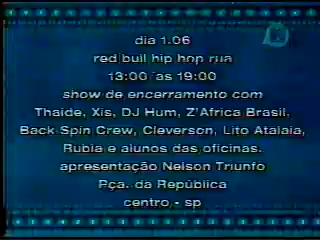 dia 1.06
red bull hip hop rua
13:00 as 19:00
show de encerramento com
Thaide, Xis, DJ Hum, Z'Africa Brasil,
Back Spin Crew, Cleverson, Lito Atalaia,
Rubia e alunos das oficinas.
apresentação Nelson Triunfo
Pça. da República
centro - sp